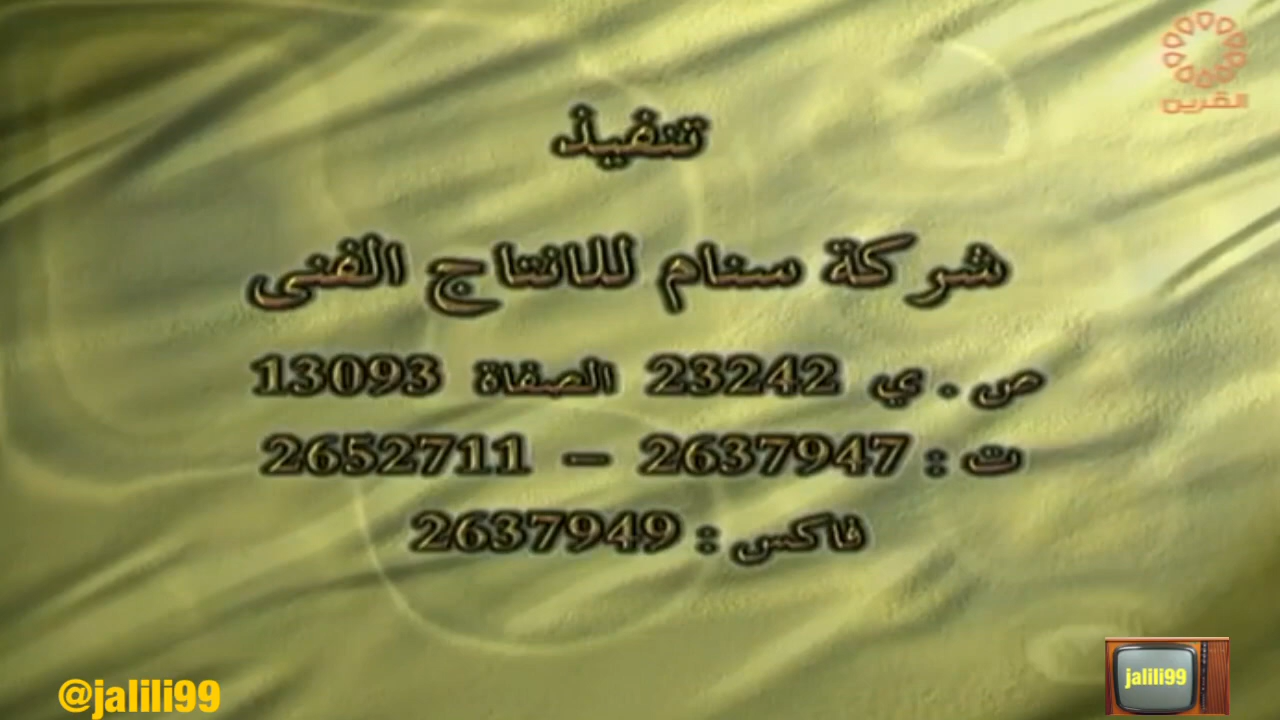 القرين
تنفيذ
شركة سنام للانتاج الفنى
ص . ي 23242 الصفاة 13093
ت : 2637947 – 2652711
فاكس : 2637949
@jalili99
jalili99